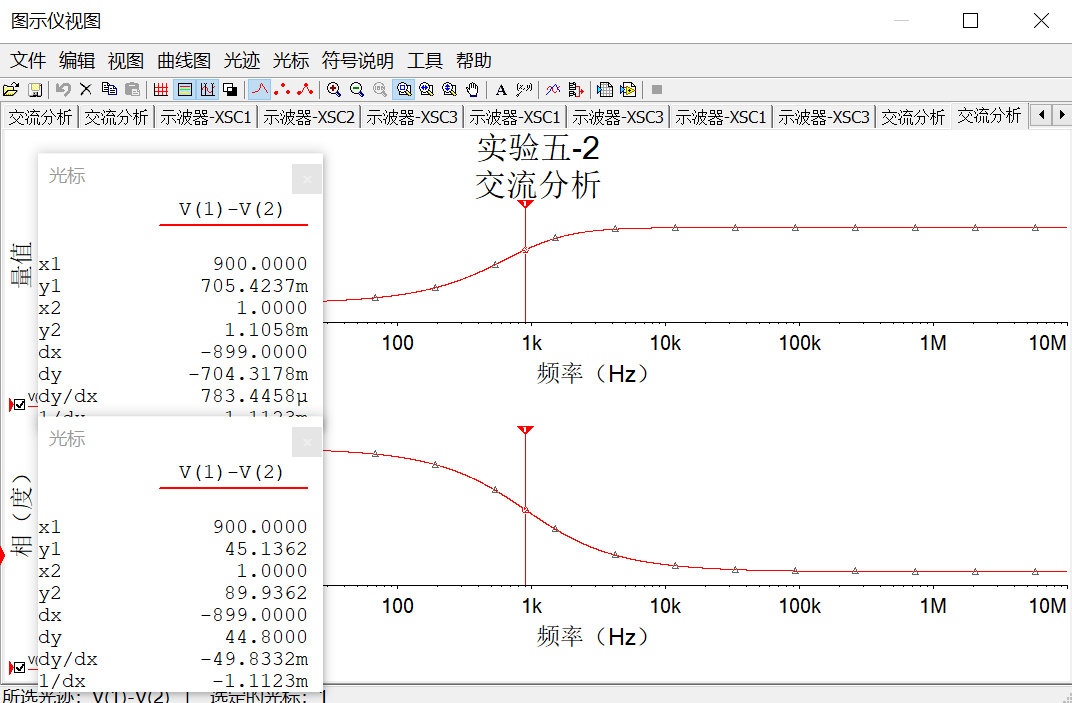 图示仪视图
文件 编辑 视图 曲线图 光迹 光标 符号说明 工具 帮助
交流分析 交流分析 示波器-XSC1 示波器-XSC2 示波器-XSC3 示波器-XSC1 示波器-XSC3 示波器-XSC1 示波器-XSC3 交流分析 交流分析
实验五-2
交流分析
光标
V(1)-V(2)
x1 900.0000
y1 705.4237m
x2 1.0000
y2 1.1058m
dx -899.0000
dy -704.3178m
dy/dx 783.4458µ
1/dx -1.1123m
量值
100 1k 10k 100k 1M 10M
频率（Hz）
光标
V(1)-V(2)
x1 900.0000
y1 45.1362
x2 1.0000
y2 89.9362
dx -899.0000
dy 44.8000
dy/dx -49.8332m
1/dx -1.1123m
相（度）
100 1k 10k 100k 1M 10M
频率（Hz）
所选光迹：V(1)-V(2) | 选定的光标：1